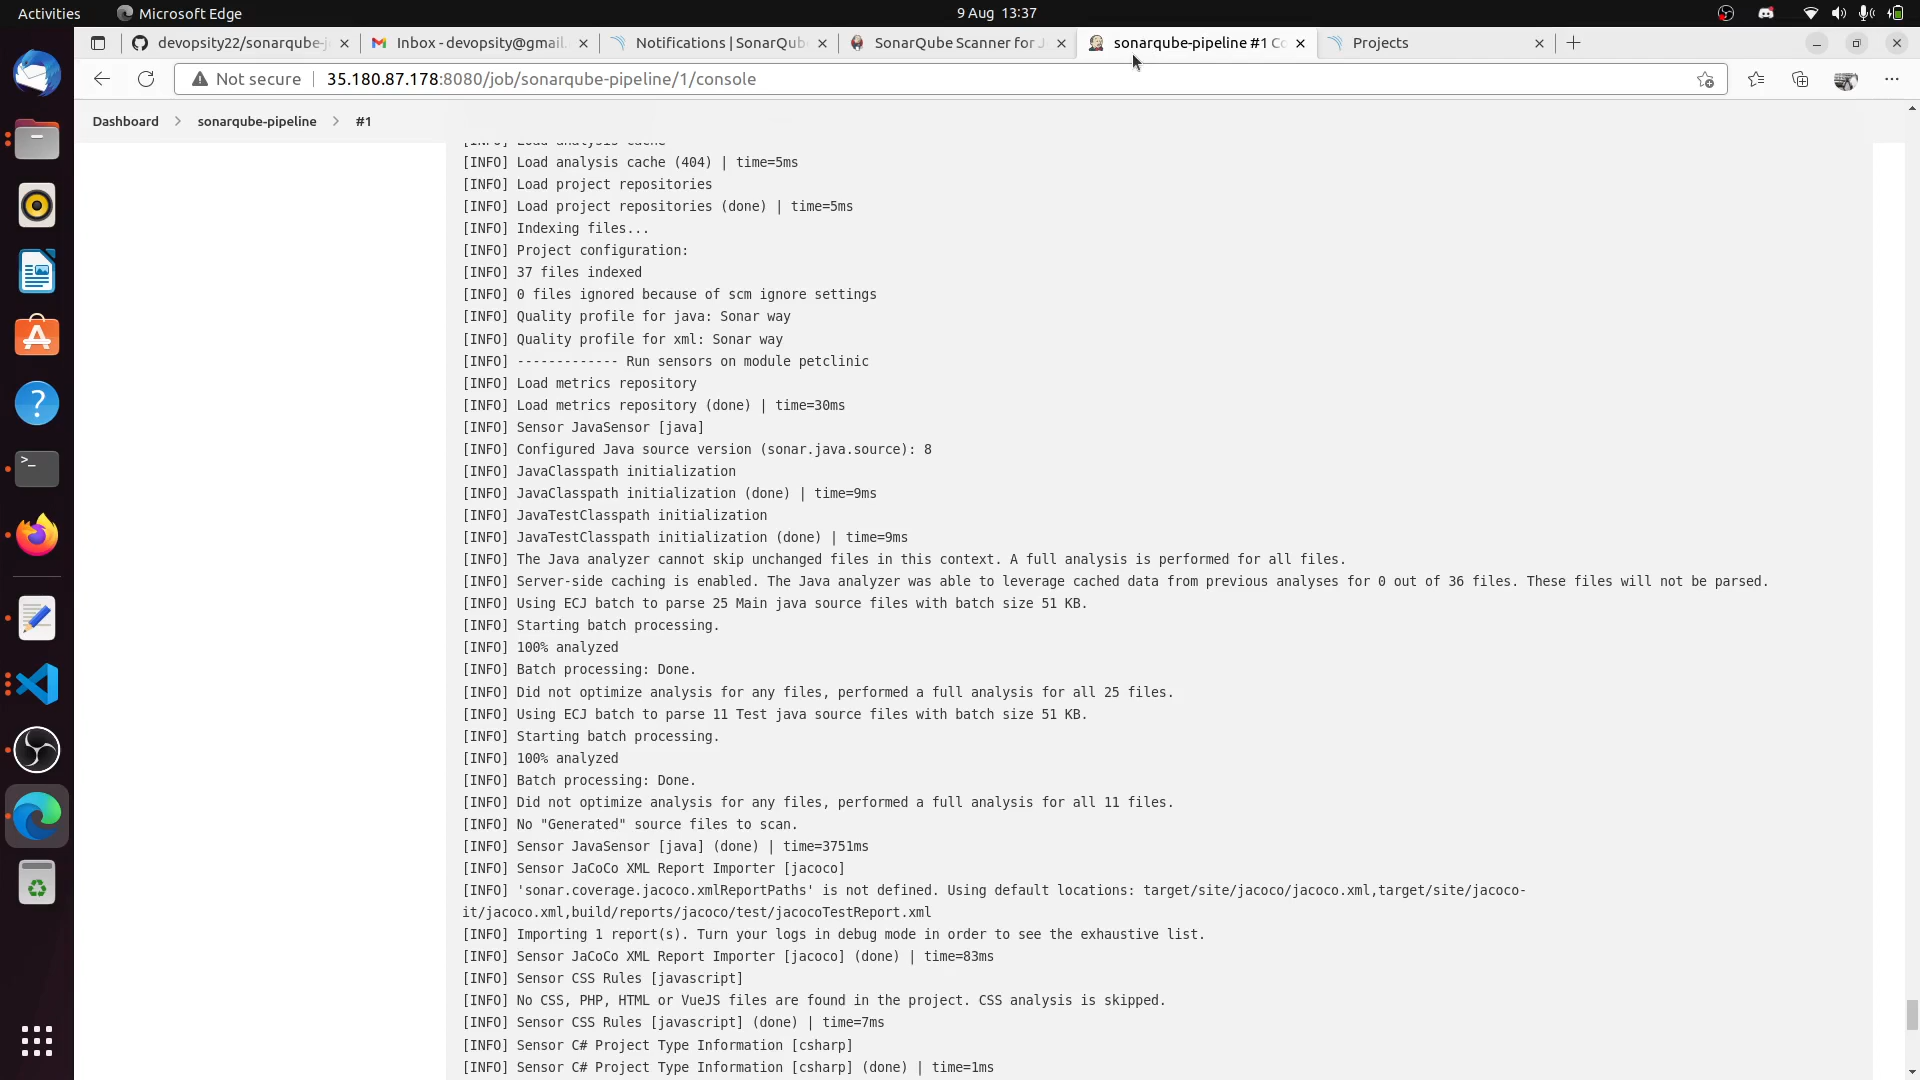 Activities
Microsoft Edge
9 Aug 13:37
devopsity22/sonarqube-j
Inbox - devopsity@gmail.
Notifications | SonarQube
SonarQube Scanner for J
sonarqube-pipeline #1 Co
Projects
Not secure
35.180.87.178:8080/job/sonarqube-pipeline/1/console
Dashboard
sonarqube-pipeline
#1
[INFO] Load analysis cache
[INFO] Load analysis cache (404) | time=5ms
[INFO] Load project repositories
[INFO] Load project repositories (done) | time=5ms
[INFO] Indexing files...
[INFO] Project configuration:
[INFO] 37 files indexed
[INFO] 0 files ignored because of scm ignore settings
[INFO] Quality profile for java: Sonar way
[INFO] Quality profile for xml: Sonar way
[INFO] ------------- Run sensors on module petclinic
[INFO] Load metrics repository
[INFO] Load metrics repository (done) | time=30ms
[INFO] Sensor JavaSensor [java]
[INFO] Configured Java source version (sonar.java.source): 8
[INFO] JavaClasspath initialization
[INFO] JavaClasspath initialization (done) | time=9ms
[INFO] JavaTestClasspath initialization
[INFO] JavaTestClasspath initialization (done) | time=9ms
[INFO] The Java analyzer cannot skip unchanged files in this context. A full analysis is performed for all files.
[INFO] Server-side caching is enabled. The Java analyzer was able to leverage cached data from previous analyses for 0 out of 36 files. These files will not be parsed.
[INFO] Using ECJ batch to parse 25 Main java source files with batch size 51 KB.
[INFO] Starting batch processing.
[INFO] 100% analyzed
[INFO] Batch processing: Done.
[INFO] Did not optimize analysis for any files, performed a full analysis for all 25 files.
[INFO] Using ECJ batch to parse 11 Test java source files with batch size 51 KB.
[INFO] Starting batch processing.
[INFO] 100% analyzed
[INFO] Batch processing: Done.
[INFO] Did not optimize analysis for any files, performed a full analysis for all 11 files.
[INFO] No "Generated" source files to scan.
[INFO] Sensor JavaSensor [java] (done) | time=3751ms
[INFO] Sensor JaCoCo XML Report Importer [jacoco]
[INFO] 'sonar.coverage.jacoco.xmlReportPaths' is not defined. Using default locations: target/site/jacoco/jacoco.xml,target/site/jacoco-
it/jacoco.xml,build/reports/jacoco/test/jacocoTestReport.xml
[INFO] Importing 1 report(s). Turn your logs in debug mode in order to see the exhaustive list.
[INFO] Sensor JaCoCo XML Report Importer [jacoco] (done) | time=83ms
[INFO] Sensor CSS Rules [javascript]
[INFO] No CSS, PHP, HTML or VueJS files are found in the project. CSS analysis is skipped.
[INFO] Sensor CSS Rules [javascript] (done) | time=7ms
[INFO] Sensor C# Project Type Information [csharp]
[INFO] Sensor C# Project Type Information [csharp] (done) | time=1ms